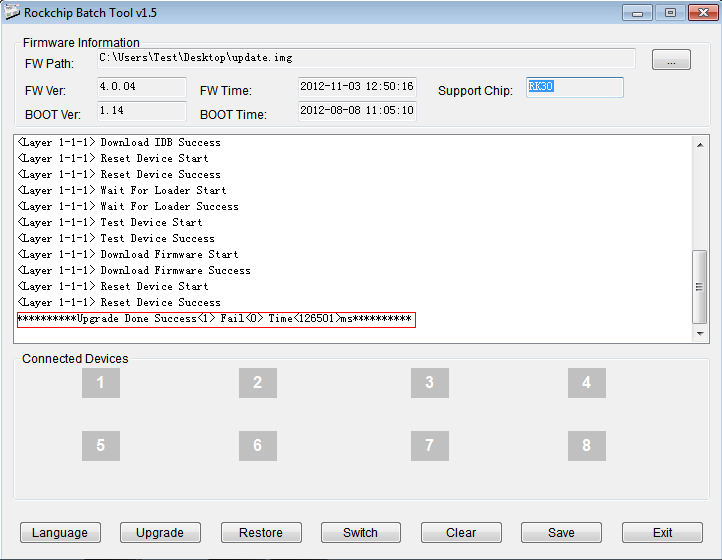 Rockchip Batch Tool v1.5
Firmware Information
FW Path: C:\Users\Test\Desktop\update.img ...
FW Ver: 4.0.04 FW Time: 2012-11-03 12:50:16 Support Chip: RK30
BOOT Ver: 1.14 BOOT Time: 2012-08-08 11:05:10
<Layer 1-1-1> Download IDB Success
<Layer 1-1-1> Reset Device Start
<Layer 1-1-1> Reset Device Success
<Layer 1-1-1> Wait For Loader Start
<Layer 1-1-1> Wait For Loader Success
<Layer 1-1-1> Test Device Start
<Layer 1-1-1> Test Device Success
<Layer 1-1-1> Download Firmware Start
<Layer 1-1-1> Download Firmware Success
<Layer 1-1-1> Reset Device Start
<Layer 1-1-1> Reset Device Success
**********Upgrade Done Success<1> Fail<0> Time<126501>ms**********
Connected Devices
1 2 3 4
5 6 7 8
Language Upgrade Restore Switch Clear Save Exit